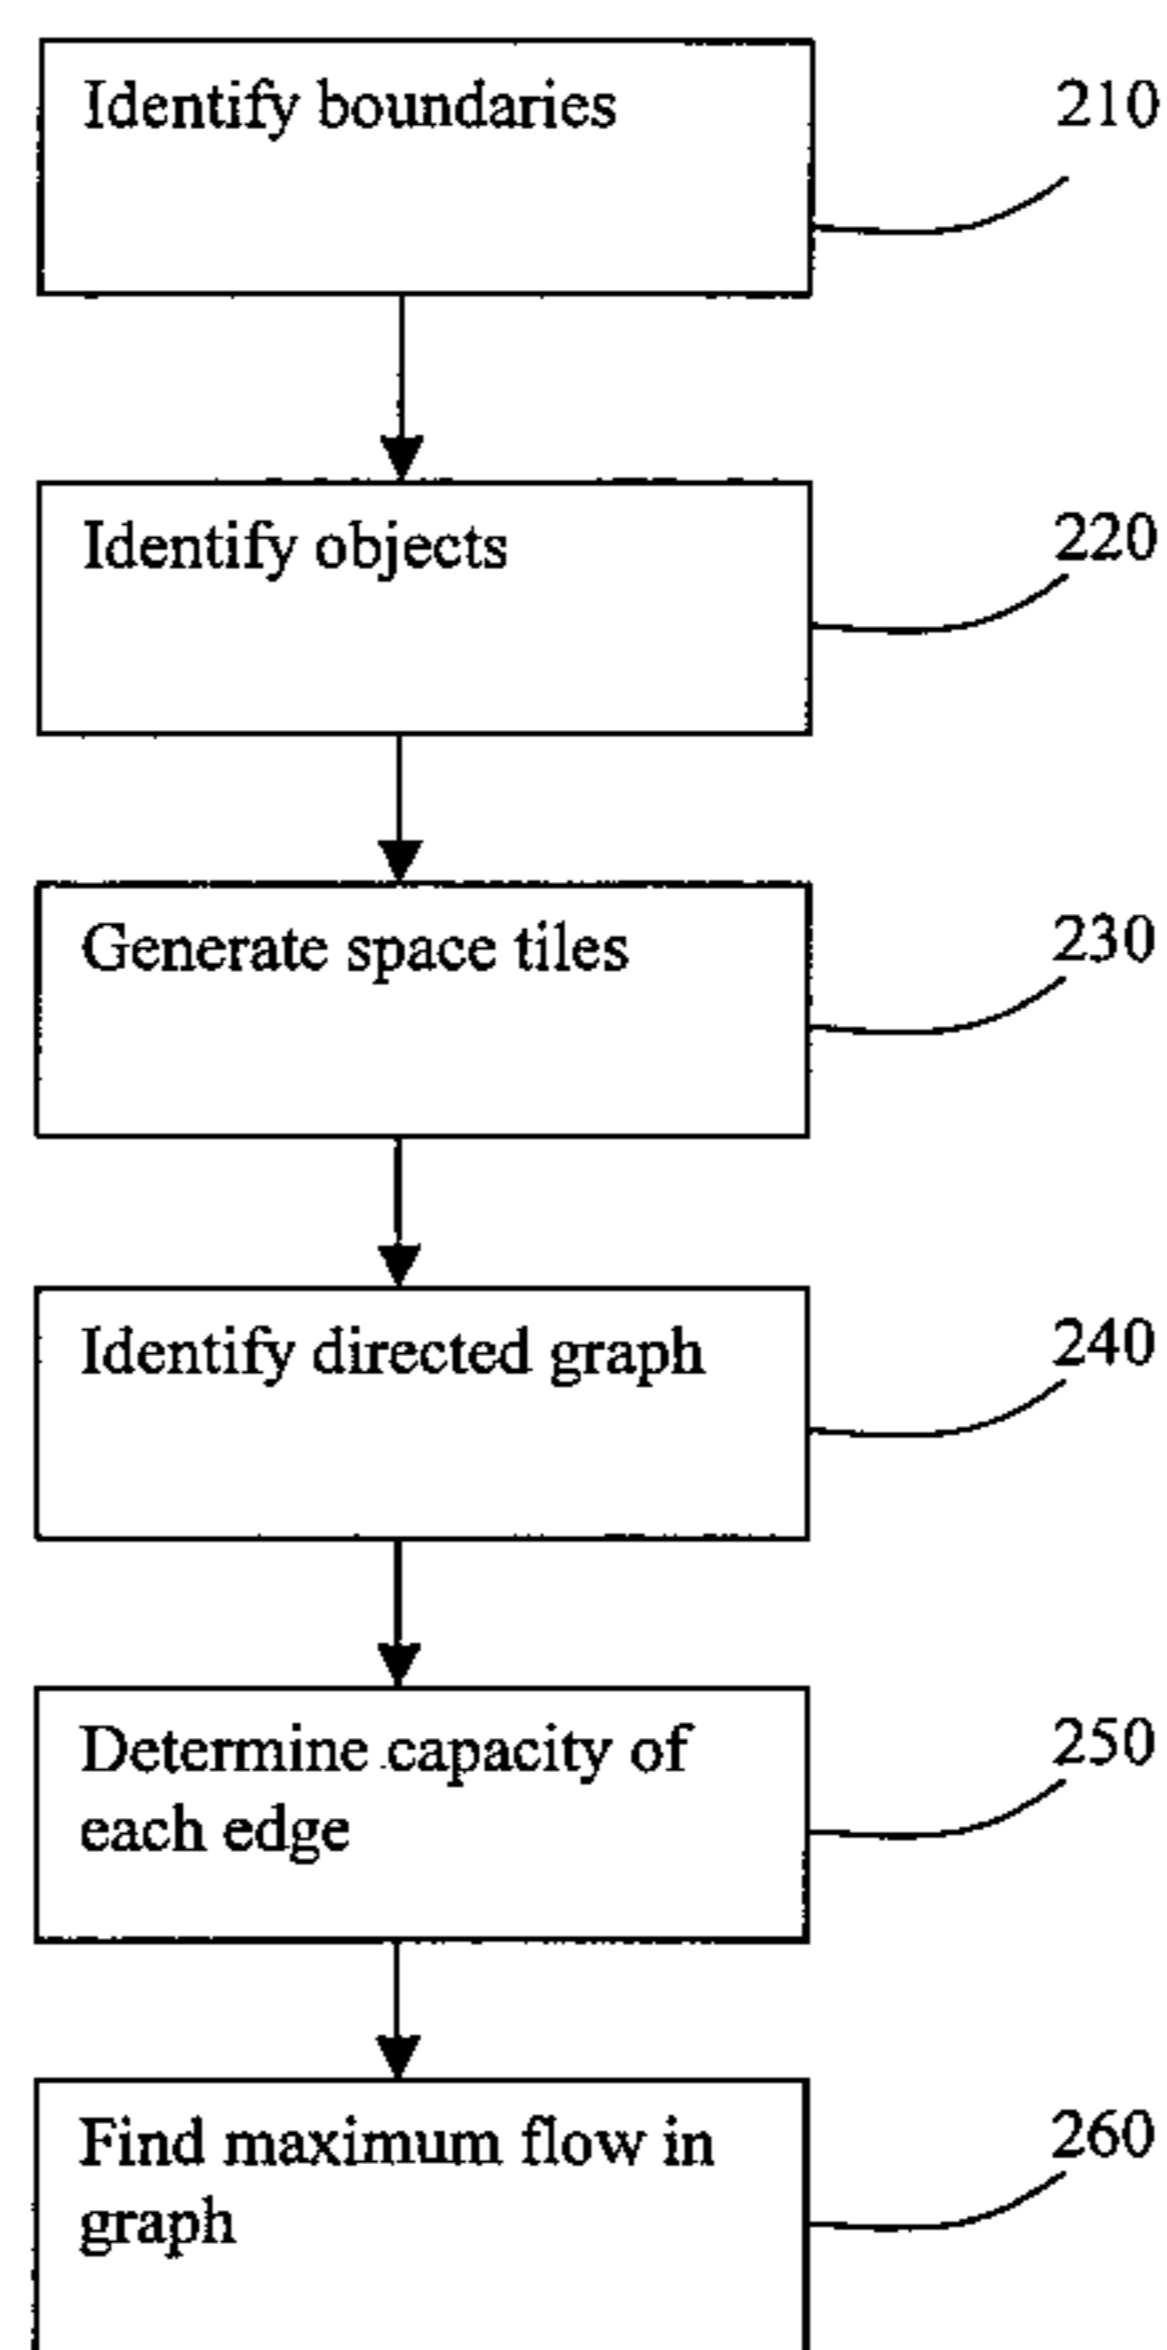 Identify boundaries
210
Identify objects
220
Generate space tiles
230
Identify directed graph
240
Determine capacity of
each edge
250
Find maximum flow in
graph
260